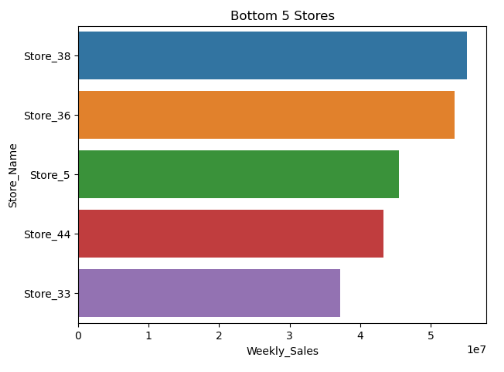 Bottom 5 Stores
Store_38
Store_36
Store_5
Store_44
Store_33
Store_Name
0 1 2 3 4 5
1e7
Weekly_Sales